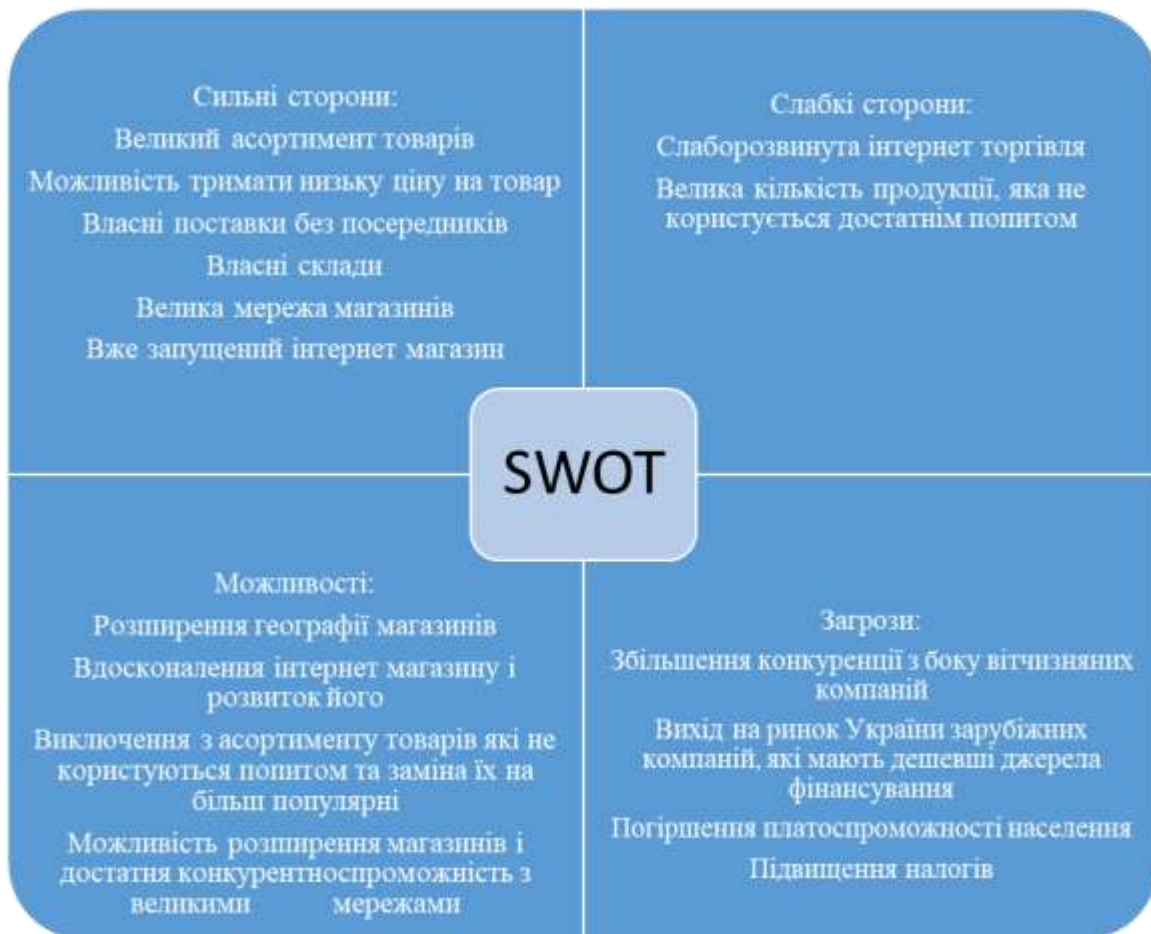 Сильні сторони:
Великий асортимент товарів
Можливість тримати низьку ціну на товар
Власні поставки без посередників
Власні склади
Велика мережа магазинів
Вже запущений інтернет магазин
Слабкі сторони:
Слаборозвинута інтернет торгівля
Велика кількість продукції, яка не
користується достатнім попитом
SWOT
Можливості:
Розширення географії магазинів
Вдосконалення інтернет магазину і
розвиток його
Виключення з асортименту товарів які не
користуються попитом та заміна їх на
більш популярні
Можливість розширення магазинів і
достатня конкурентноспроможність з
великими мережами
Загрози:
Збільшення конкуренції з боку вітчизняних
компаній
Вихід на ринок України зарубіжних
компаній, які мають дешевші джерела
фінансування
Погіршення платоспроможності населення
Підвищення налогів